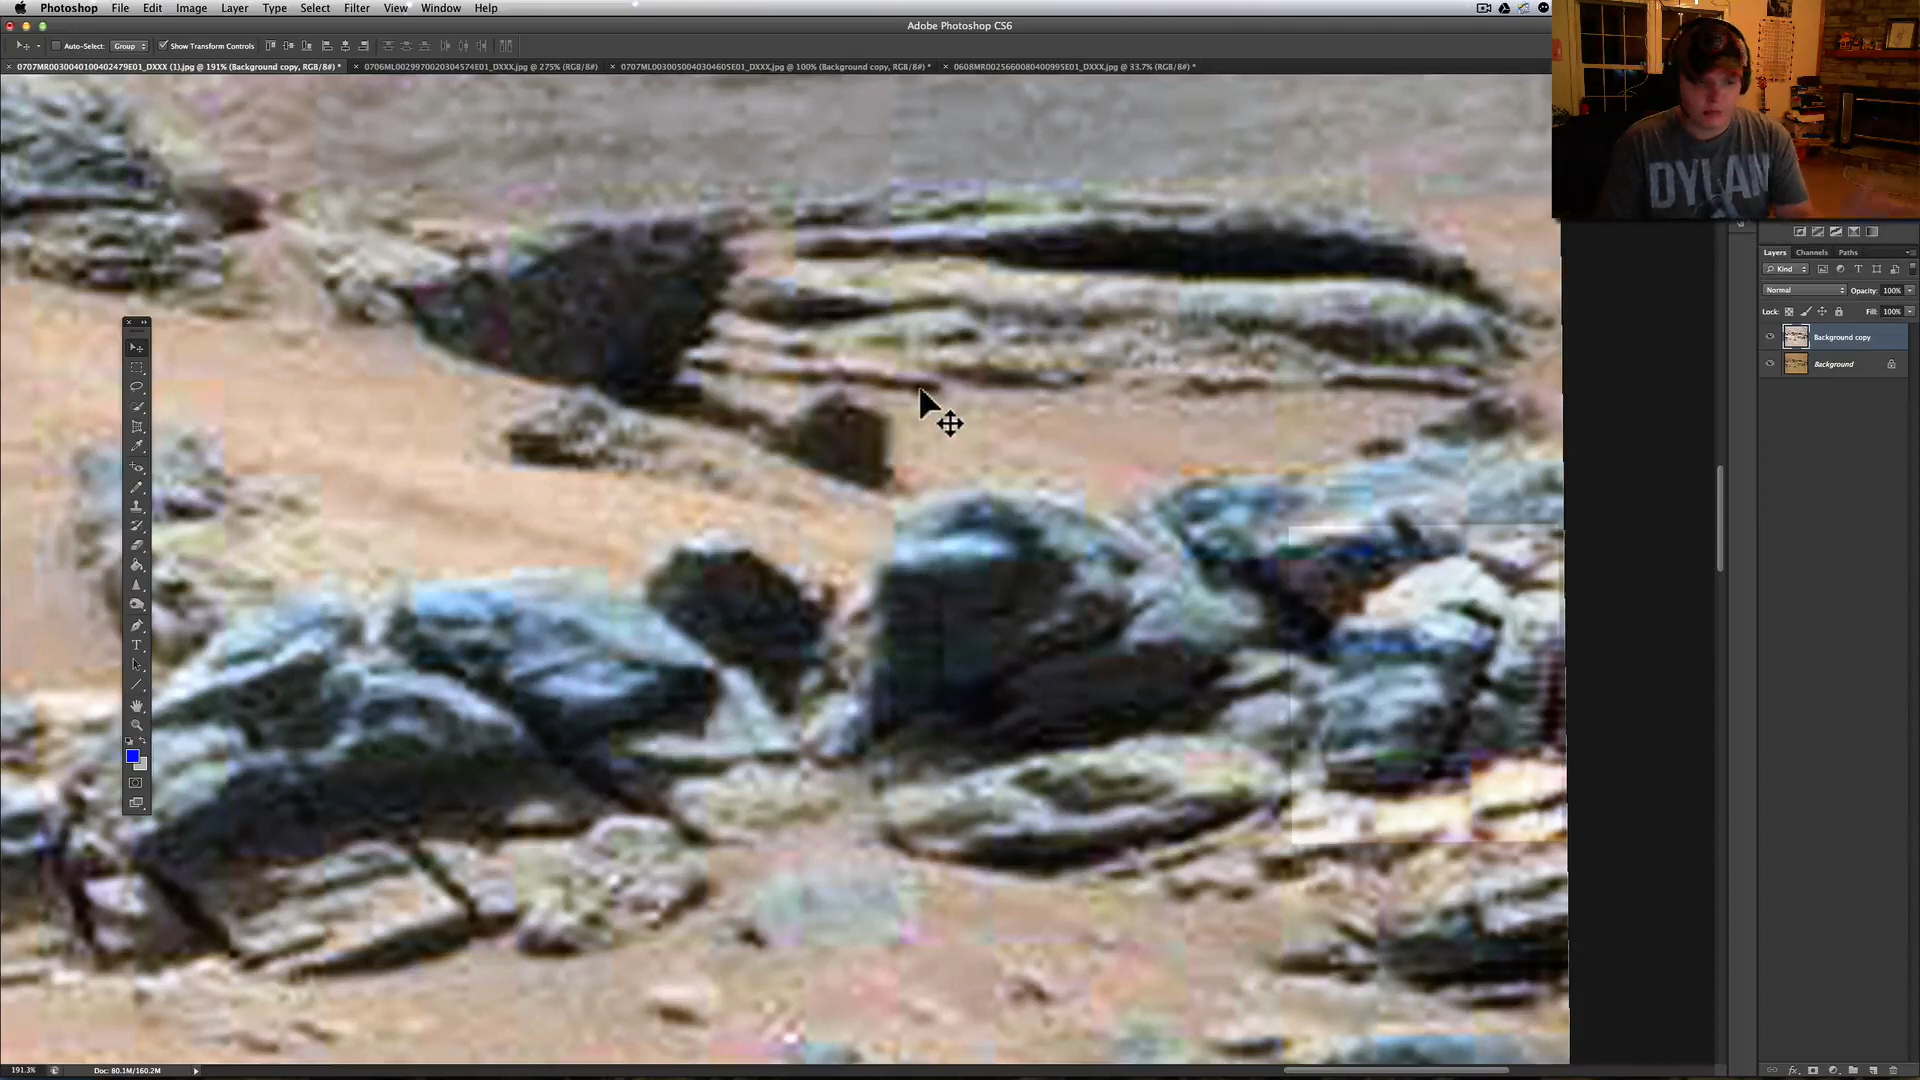 Photoshop File Edit Image Layer Type Select Filter View Window Help
Adobe Photoshop CS6
Auto-Select: Group Show Transform Controls
0707MR0030040100402479E01_DXXX (1).jpg @ 191% (Background copy, RGB/8#) *
0706ML0029970020304574E01_DXXX.jpg @ 275% (RGB/8#)
0707ML0030050040304605E01_DXXX.jpg @ 100% (Background copy, RGB/8#) *
0608MR0025660080400995E01_DXXX.jpg @ 33.7% (RGB/8#) *
DYLAN
Layers Channels Paths
Kind
Normal Opacity: 100%
Lock: Fill: 100%
Background copy
Background
191.3% Doc: 80.1M/160.2M